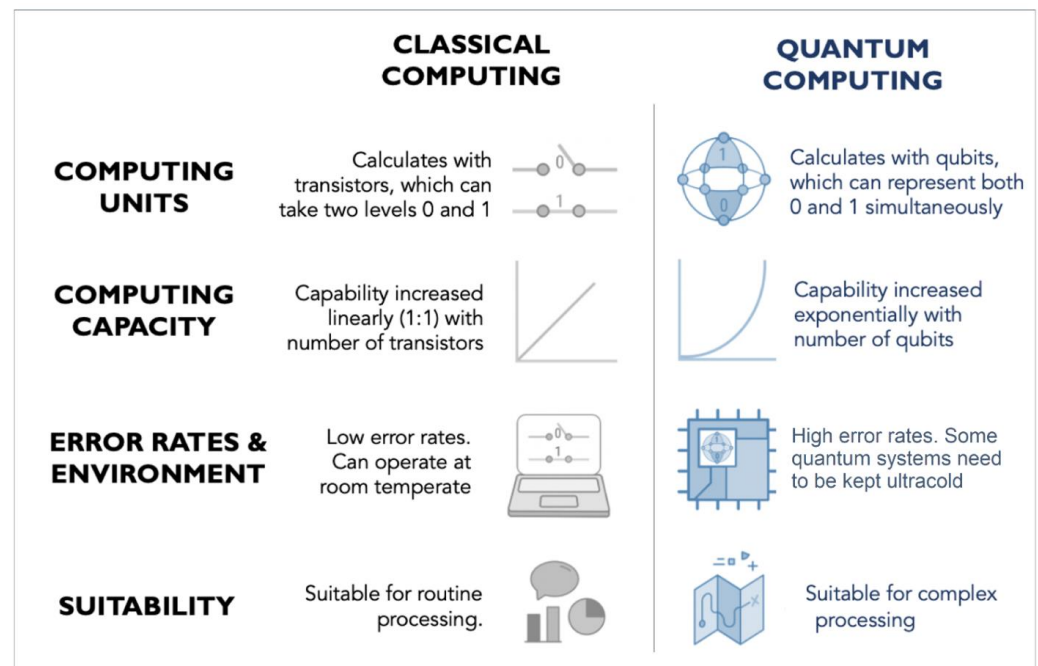 CLASSICAL
COMPUTING
QUANTUM
COMPUTING
COMPUTING
UNITS
Calculates with
transistors, which can
take two levels 0 and 1
0
1
1
0
Calculates with qubits,
which can represent both
0 and 1 simultaneously
COMPUTING
CAPACITY
Capability increased
linearly (1:1) with
number of transistors
Capability increased
exponentially with
number of qubits
ERROR RATES &
ENVIRONMENT
Low error rates.
Can operate at
room temperate
0
1
High error rates. Some
quantum systems need
to be kept ultracold
SUITABILITY
Suitable for routine
processing.
Suitable for complex
processing